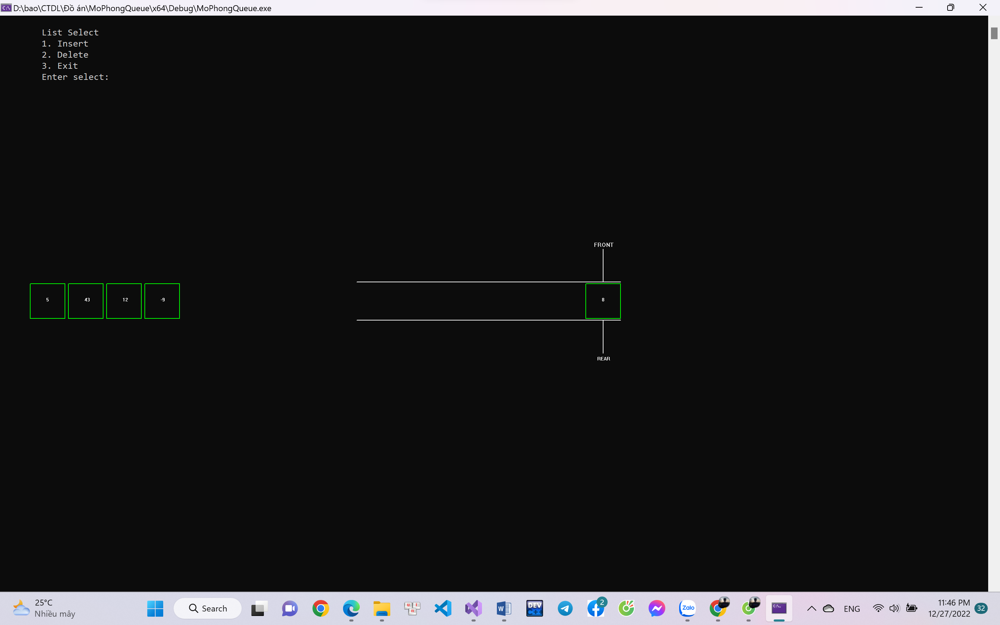 D:\bao\CTDL\Đồ án\MoPhongQueue\x64\Debug\MoPhongQueue.exe
List Select
1. Insert
2. Delete
3. Exit
Enter select:
FRONT
5 43 12 -9 8
REAR
25°C
Nhiều mây
Search
u i n
DEV C++
2
Zalo
ENG
11:46 PM
12/27/2022
32